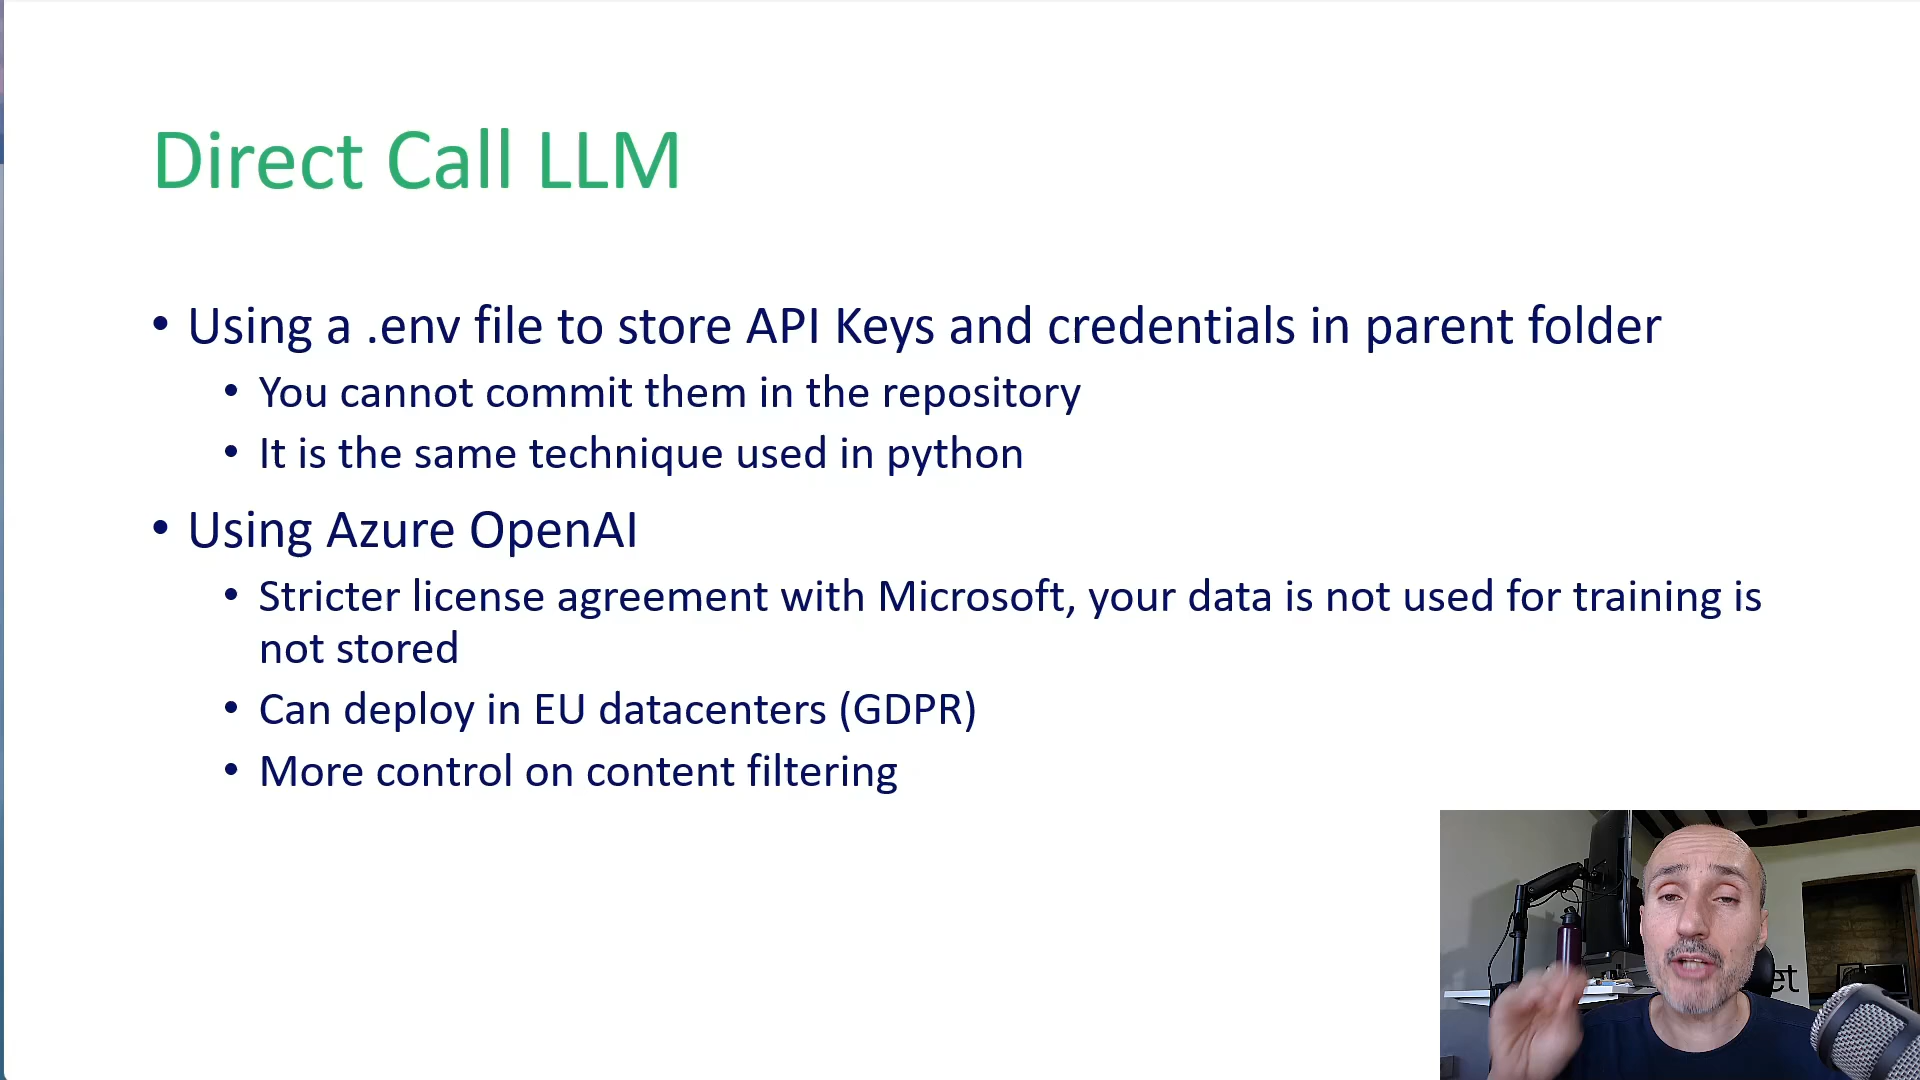 Direct Call LLM
• Using a .env file to store API Keys and credentials in parent folder
• You cannot commit them in the repository
• It is the same technique used in python
• Using Azure OpenAI
• Stricter license agreement with Microsoft, your data is not used for training is
not stored
• Can deploy in EU datacenters (GDPR)
• More control on content filtering
et